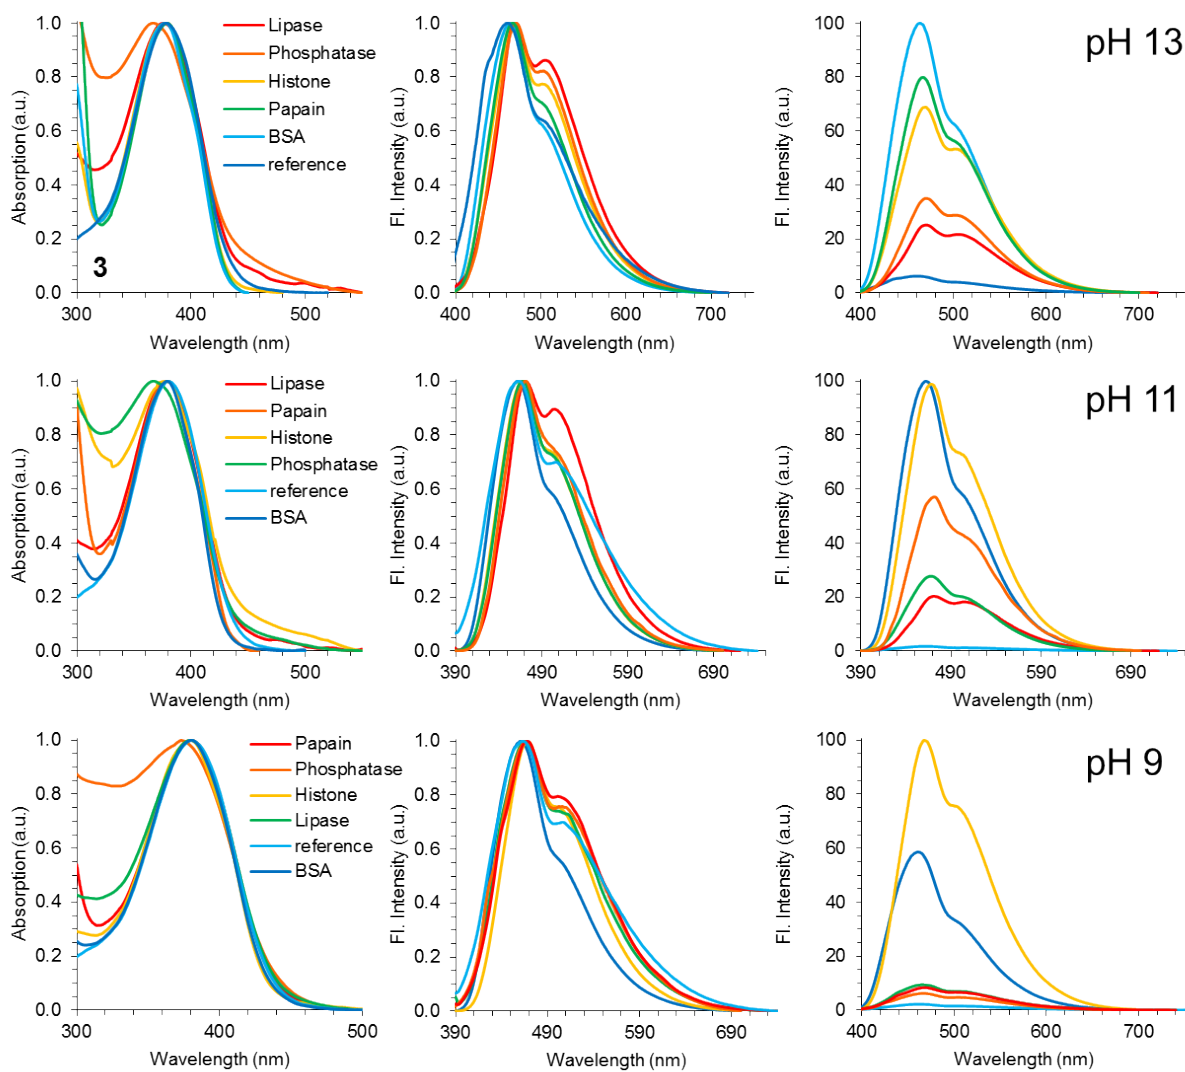 1.0
0.8
0.6
0.4
0.2
0.0
300
400
500
Absorption (a.u.)
Wavelength (nm)
3
Lipase
Phosphatase
Histone
Papain
BSA
reference
1.0
0.8
0.6
0.4
0.2
0.0
400
500
600
700
Fl. Intensity (a.u.)
Wavelength (nm)
100
80
60
40
20
0
400
500
600
700
Fl. Intensity (a.u.)
Wavelength (nm)
pH 13
1.0
0.8
0.6
0.4
0.2
0.0
300
400
500
Absorption (a.u.)
Wavelength (nm)
Lipase
Papain
Histone
Phosphatase
reference
BSA
1.0
0.8
0.6
0.4
0.2
0.0
390
490
590
690
Fl. Intensity (a.u.)
Wavelength (nm)
100
80
60
40
20
0
390
490
590
690
Fl. Intensity (a.u.)
Wavelength (nm)
pH 11
1.0
0.8
0.6
0.4
0.2
0.0
300
400
500
Absorption (a.u.)
Wavelength (nm)
Papain
Phosphatase
Histone
Lipase
reference
BSA
1.0
0.8
0.6
0.4
0.2
0.0
390
490
590
690
Fl. Intensity (a.u.)
Wavelength (nm)
100
80
60
40
20
0
400
500
600
700
Fl. Intensity (a.u.)
Wavelength (nm)
pH 9